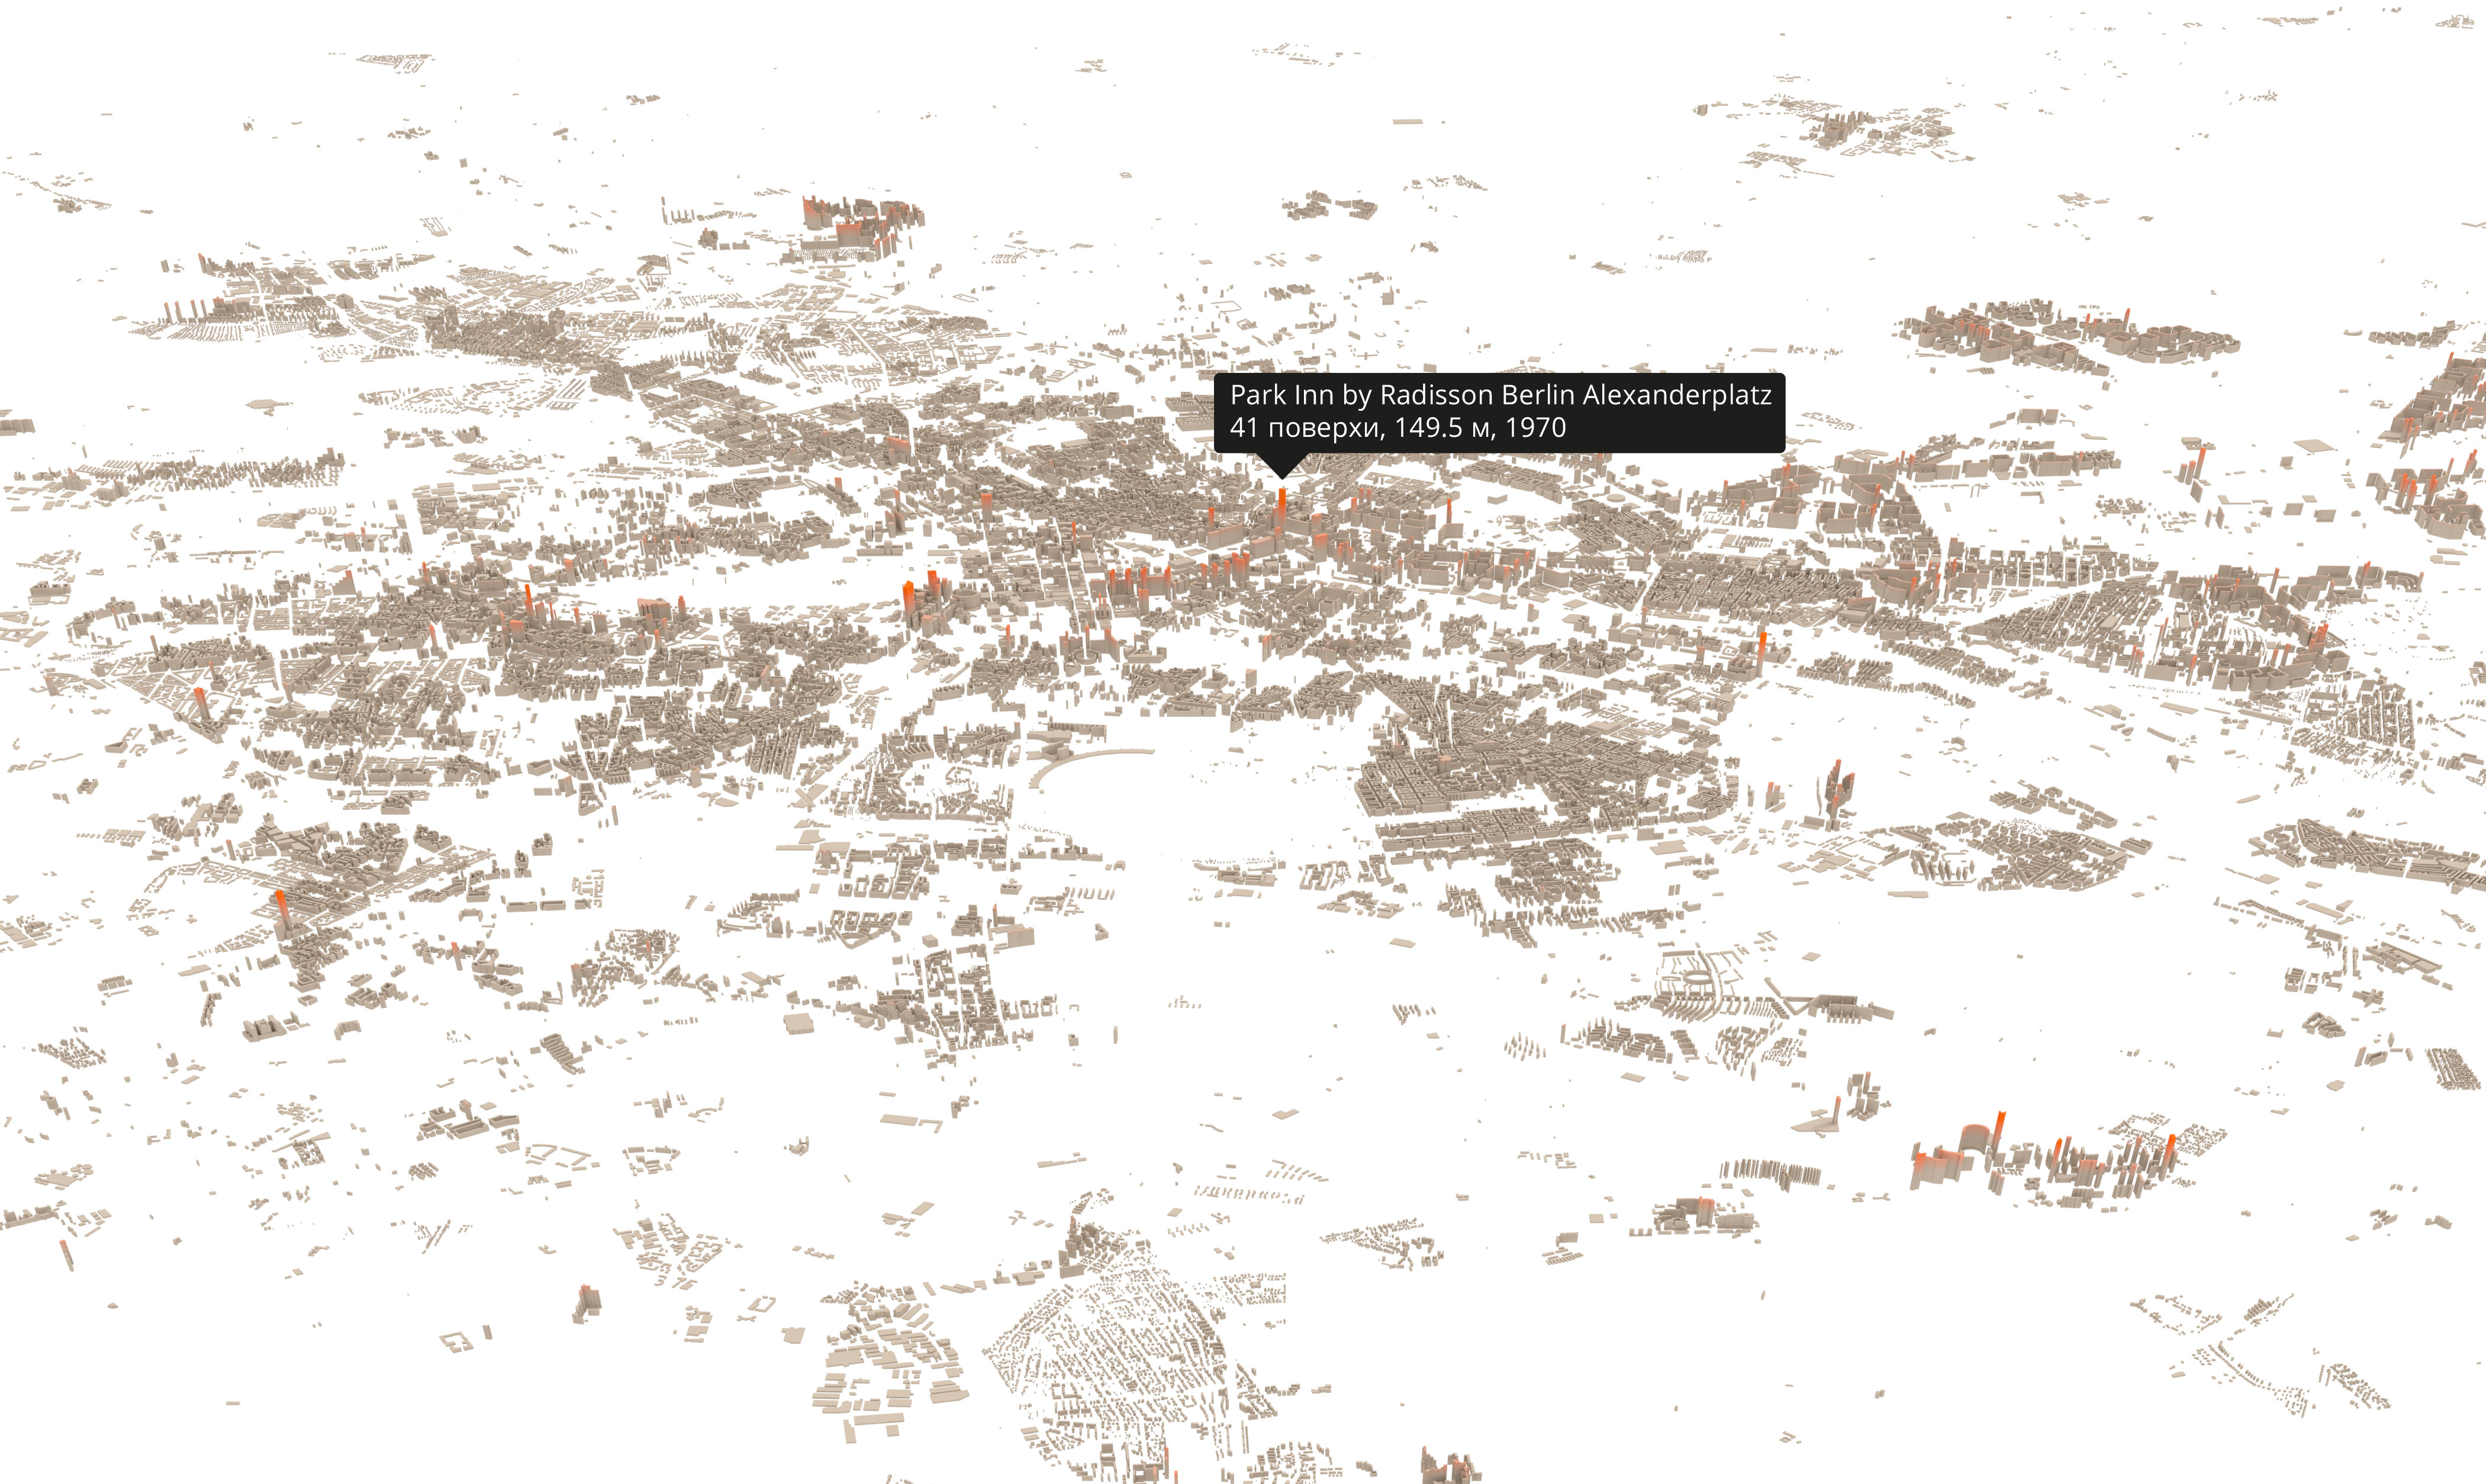 Park Inn by Radisson Berlin Alexanderplatz
41 поверхи, 149.5 м, 1970